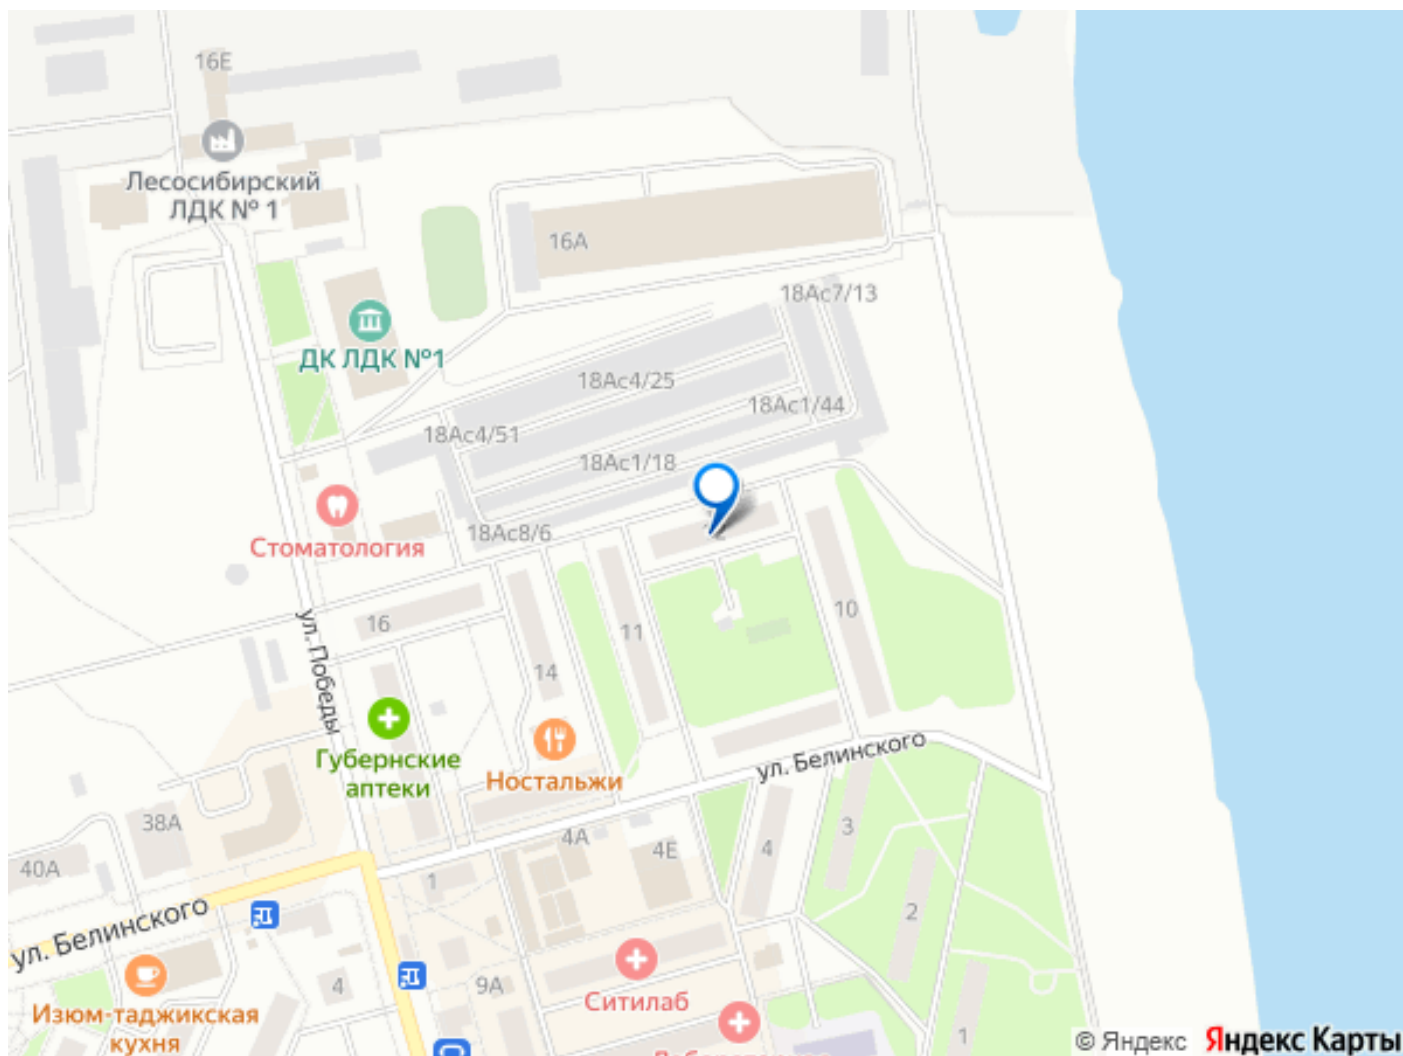 16Е
Лесосибирский
ЛДК № 1
16А
18Ас7/13
ДК ЛДК №1
18Ас4/25
18Ас1/44
18Ас4/51
18Ас1/18
18Ас8/6
Стоматология
16
ул. Победы
11
10
14
Губернские
аптеки
Ностальжи
ул. Белинского
38А
40А
4А
4Е
4
3
1
2
ул. Белинского
Изюм-таджикская
кухня
4
9А
Ситилаб
1
© Яндекс
Яндекс Карты